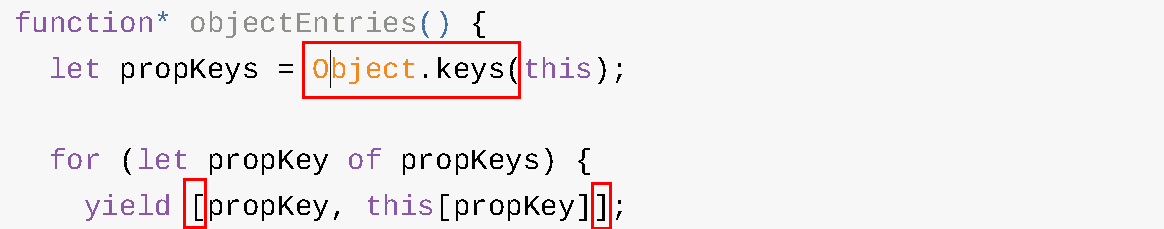 function* objectEntries() {
let propKeys = Object.keys(this);
for (let propKey of propKeys) {
yield [propKey, this[propKey]];